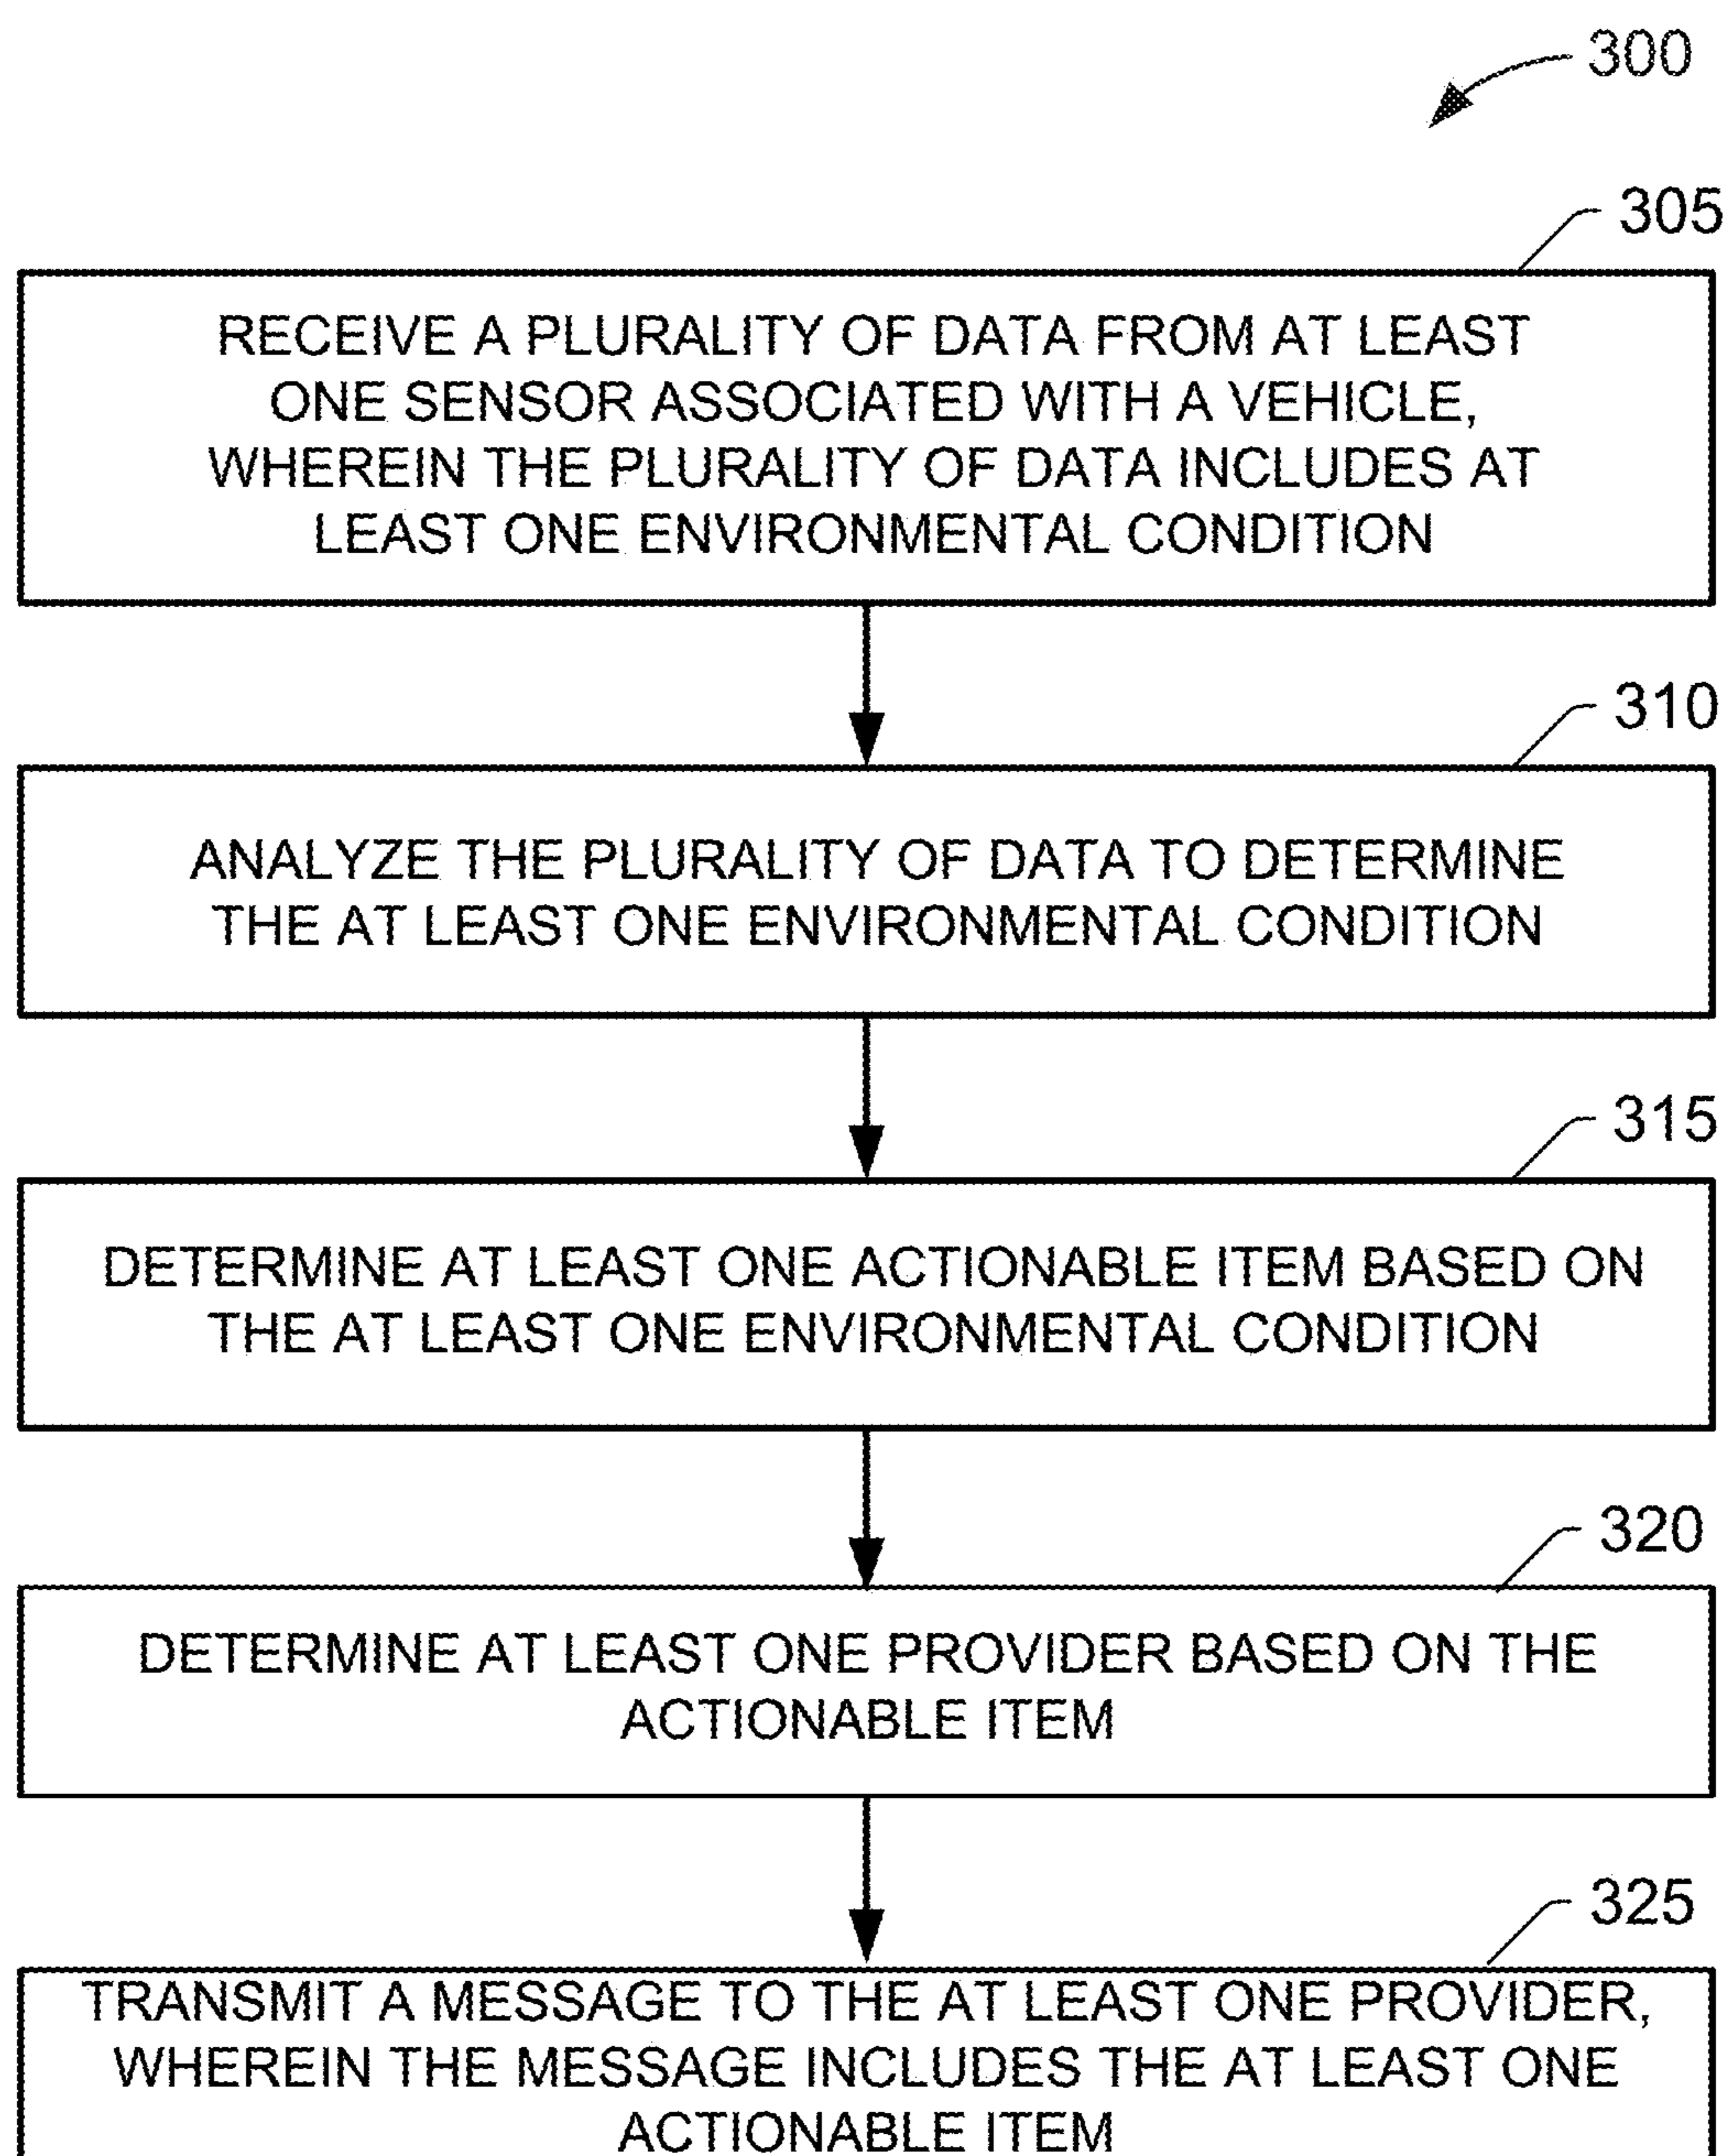 300
305
RECEIVE A PLURALITY OF DATA FROM AT LEAST
ONE SENSOR ASSOCIATED WITH A VEHICLE,
WHEREIN THE PLURALITY OF DATA INCLUDES AT
LEAST ONE ENVIRONMENTAL CONDITION
310
ANALYZE THE PLURALITY OF DATA TO DETERMINE
THE AT LEAST ONE ENVIRONMENTAL CONDITION
315
DETERMINE AT LEAST ONE ACTIONABLE ITEM BASED ON
THE AT LEAST ONE ENVIRONMENTAL CONDITION
320
DETERMINE AT LEAST ONE PROVIDER BASED ON THE
ACTIONABLE ITEM
325
TRANSMIT A MESSAGE TO THE AT LEAST ONE PROVIDER,
WHEREIN THE MESSAGE INCLUDES THE AT LEAST ONE
ACTIONABLE ITEM